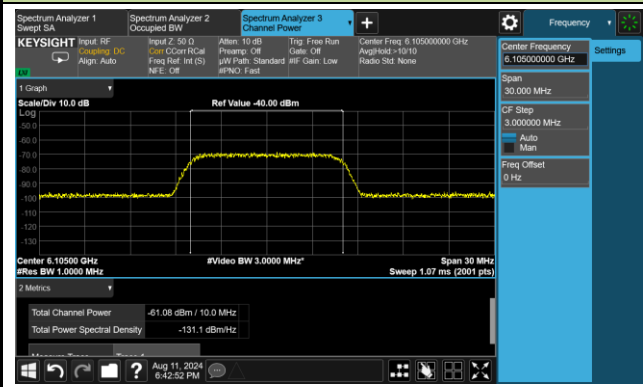 Spectrum Analyzer 1
Swept SA
Spectrum Analyzer 2
Occupied BW
Spectrum Analyzer 3
Channel Power
Frequency
KEYSIGHT
Input: RF
Coupling: DC
Align: Auto
Input Z: 50 Ω
Corr CCorr RCal
Freq Ref: Int (S)
NFE: Off
Atten: 10 dB
Preamp: Off
µW Path: Standard
#PNO: Fast
Trig: Free Run
Gate: Off
#IF Gain: Low
Center Freq: 6.105000000 GHz
Avg|Hold:>10/10
Radio Std: None
1 Graph
Scale/Div 10.0 dB
Ref Value -40.00 dBm
Log
-50.0
-60.0
-70.0
-80.0
-90.0
-100
-110
-120
-130
Center 6.10500 GHz
#Res BW 1.0000 MHz
#Video BW 3.0000 MHz*
Span 30 MHz
Sweep 1.07 ms (2001 pts)
2 Metrics
Total Channel Power
-61.08 dBm / 10.0 MHz
Total Power Spectral Density
-131.1 dBm/Hz
Aug 11, 2024
6:42:52 PM
Center Frequency
6.105000000 GHz
Settings
Span
30.000 MHz
CF Step
3.000000 MHz
Auto
Man
Freq Offset
0 Hz